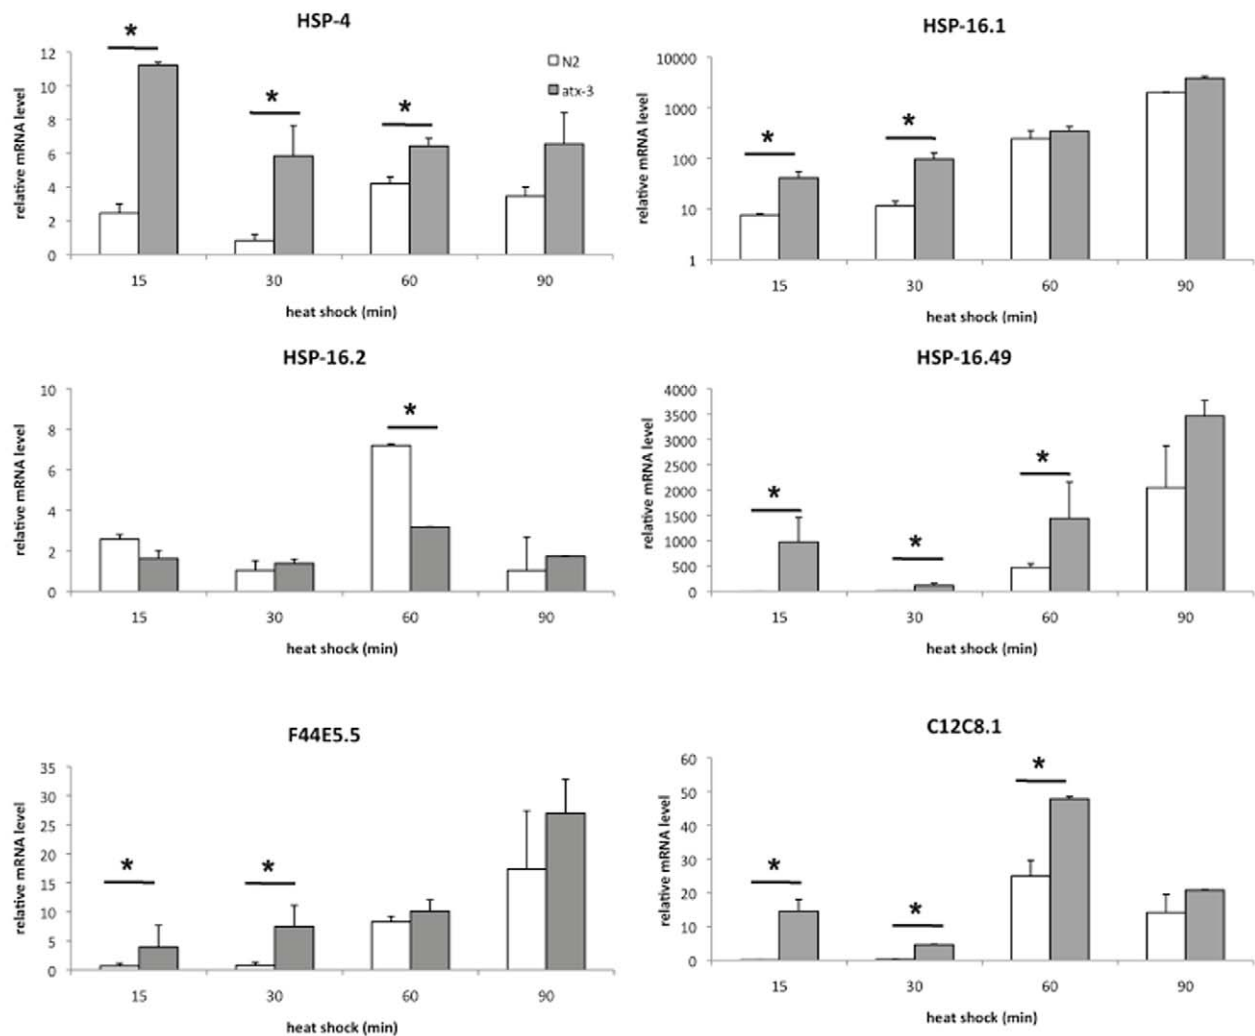 HSP-4
*
*
*
N2
atx-3
12
10
8
6
4
2
0
relative mRNA level
15 30 60 90
heat shock (min)
HSP-16.1
*
*
10000
1000
100
10
1
relative mRNA level
15 30 60 90
heat shock (min)
HSP-16.2
*
10
8
6
4
2
0
relative mRNA level
15 30 60 90
heat shock (min)
HSP-16.49
*
*
*
4000
3500
3000
2500
2000
1500
1000
500
0
relative mRNA level
15 30 60 90
heat shock (min)
F44E5.5
*
*
35
30
25
20
15
10
5
0
relative mRNA level
15 30 60 90
heat shock (min)
C12C8.1
*
*
*
60
50
40
30
20
10
0
relative mRNA level
15 30 60 90
heat shock (min)